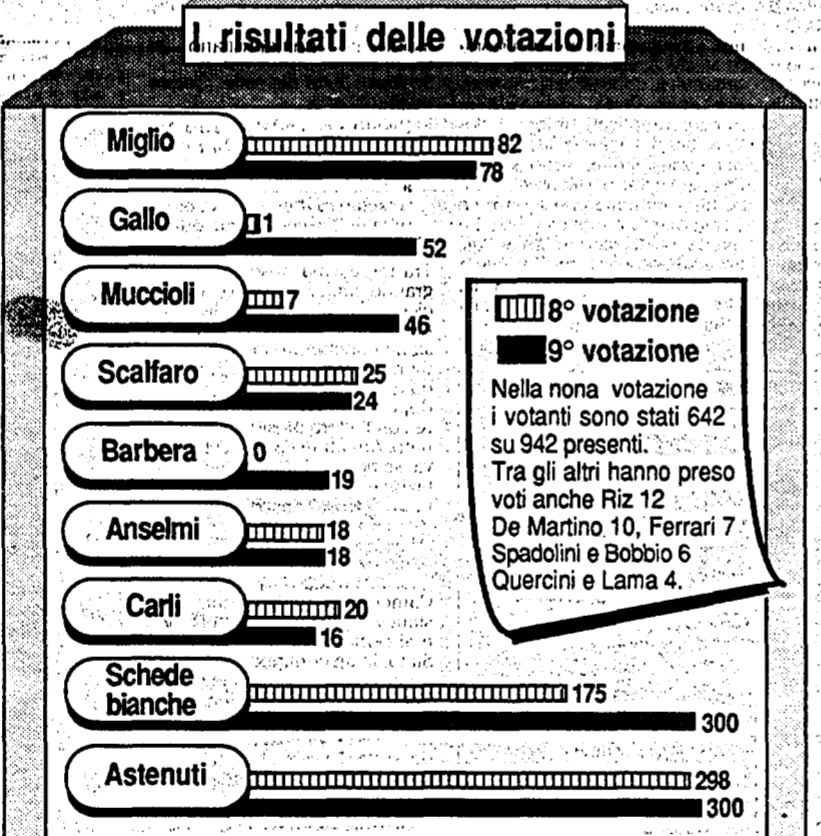 I risultati delle votazioni
Miglio
82
78
Gallo
1
52
Muccioli
7
46
Scalfaro
25
24
Barbera
0
19
Anselmi
18
18
Carli
20
16
Schede
bianche
175
300
Astenuti
298
300
8° votazione
9° votazione
Nella nona votazione
i votanti sono stati 642
su 942 presenti.
Tra gli altri hanno preso
voti anche Riz 12
De Martino 10, Ferrari 7
Spadolini e Bobbio 6
Quercini e Lama 4.